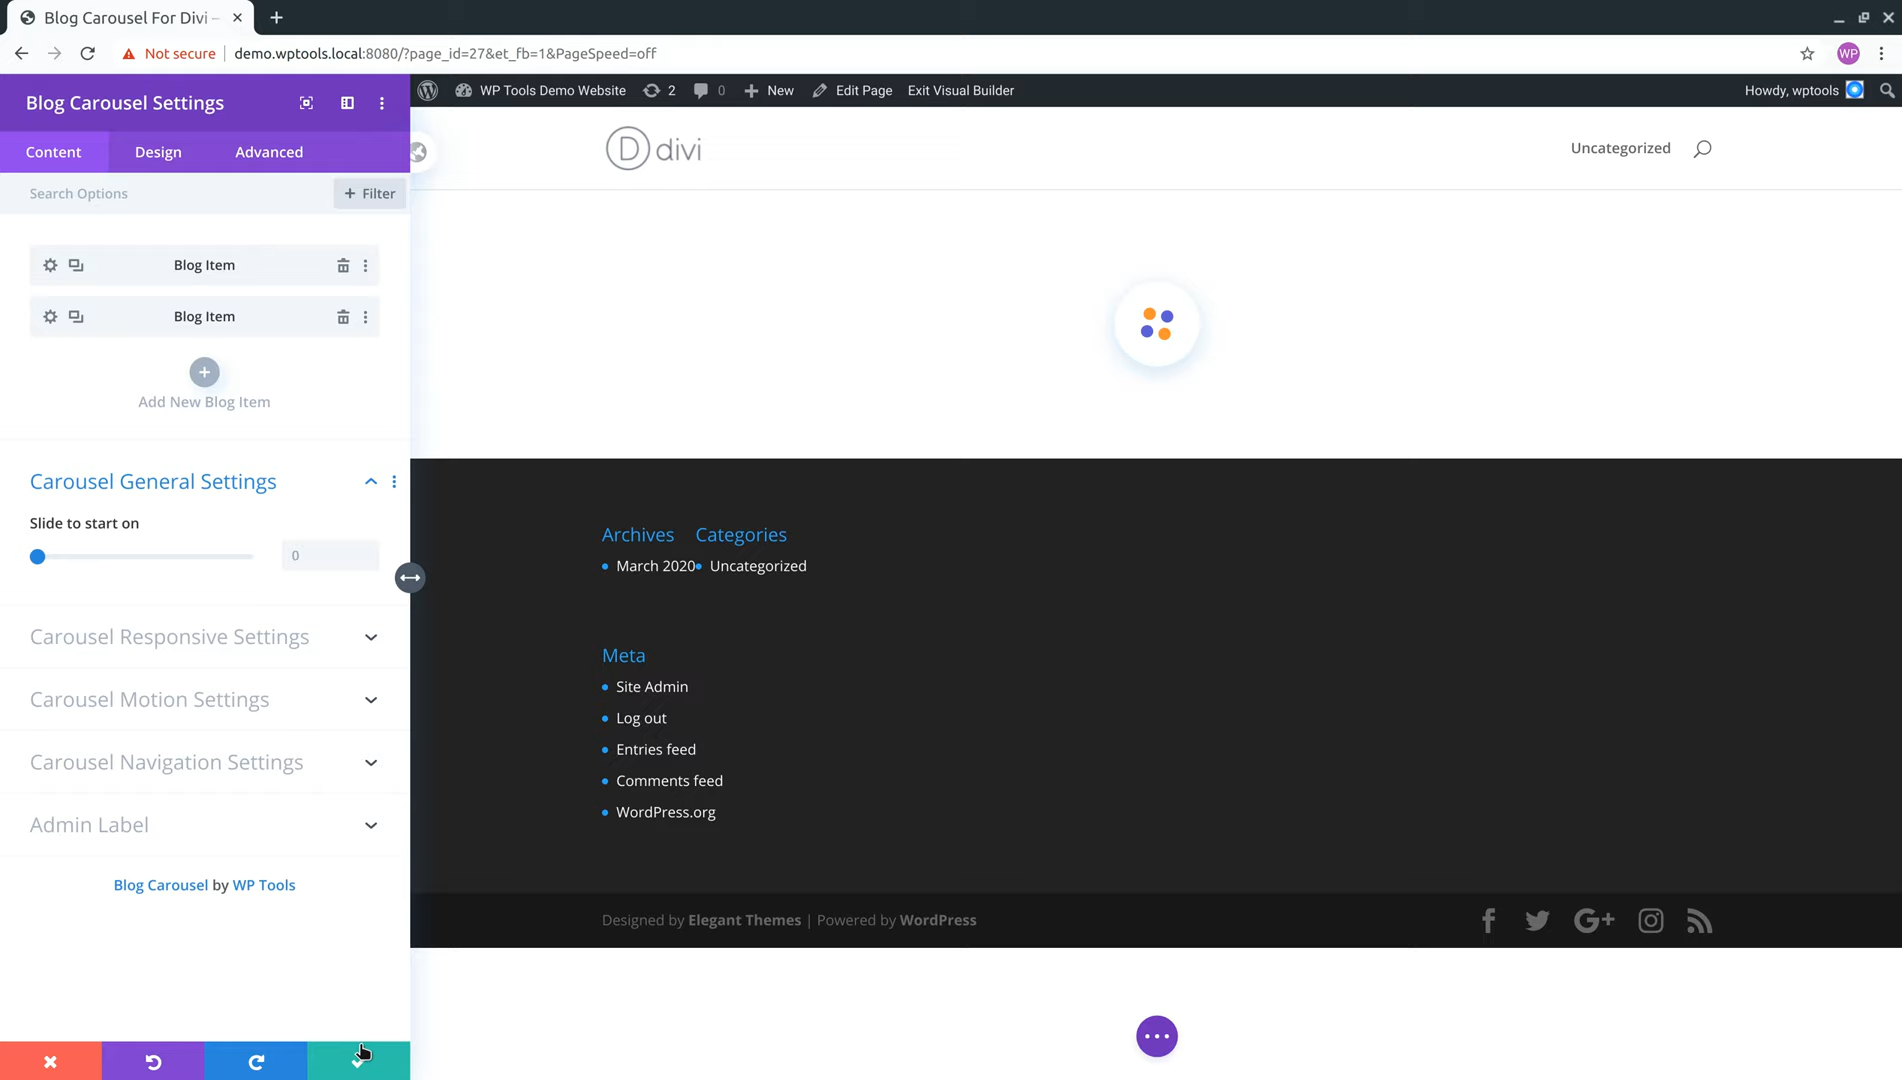 Blog Carousel For Divi –
Not secure
demo.wptools.local:8080/?page_id=27&et_fb=1&PageSpeed=off
WP
Blog Carousel Settings
Content
Design
Advanced
Search Options
+ Filter
Blog Item
Blog Item
Add New Blog Item
Carousel General Settings
Slide to start on
0
Carousel Responsive Settings
Carousel Motion Settings
Carousel Navigation Settings
Admin Label
Blog Carousel by WP Tools
WP Tools Demo Website
2
0
New
Edit Page
Exit Visual Builder
Howdy, wptools
D divi
Uncategorized
Archives
March 2020
Categories
Uncategorized
Meta
Site Admin
Log out
Entries feed
Comments feed
WordPress.org
Designed by Elegant Themes | Powered by WordPress
G+